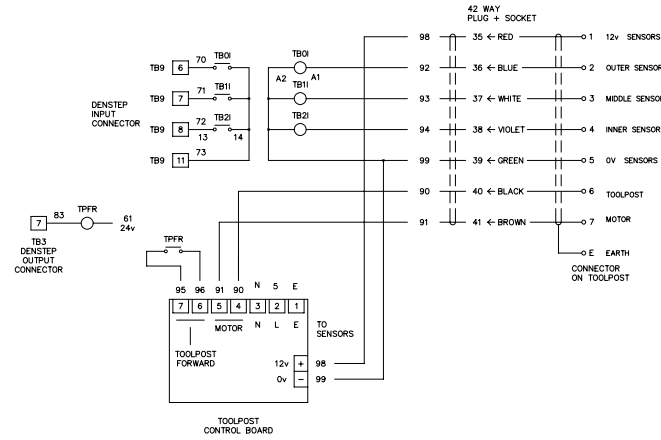 42 WAY
PLUG + SOCKET
98 35 ← RED 1 12v SENSORS
TB9 6 70 TB0I TB0I A2 A1 92 36 ← BLUE 2 OUTER SENSOR
TB9 7 71 TB1I TB1I 93 37 ← WHITE 3 MIDDLE SENSO
DENSTEP
INPUT
CONNECTOR
TB9 8 72 TB2I TB2I 94 38 ← VIOLET 4 INNER SENSOR
13 14
TB9 11 73 99 39 ← GREEN 5 0V SENSORS
90 40 ← BLACK 6 TOOLPOST
91 41 ← BROWN 7 MOTOR
E EARTH
CONNECTOR
ON TOOLPOST
7 83 TPFR 61
24v
TB3
DENSTEP
OUTPUT
CONNECTOR
TPFR
95 96 91 90 N 5 E
7 6 5 4 3 2 1
MOTOR N L E
TO
SENSORS
TOOLPOST
FORWARD
12v + 98
0v − 99
TOOLPOST
CONTROL BOARD